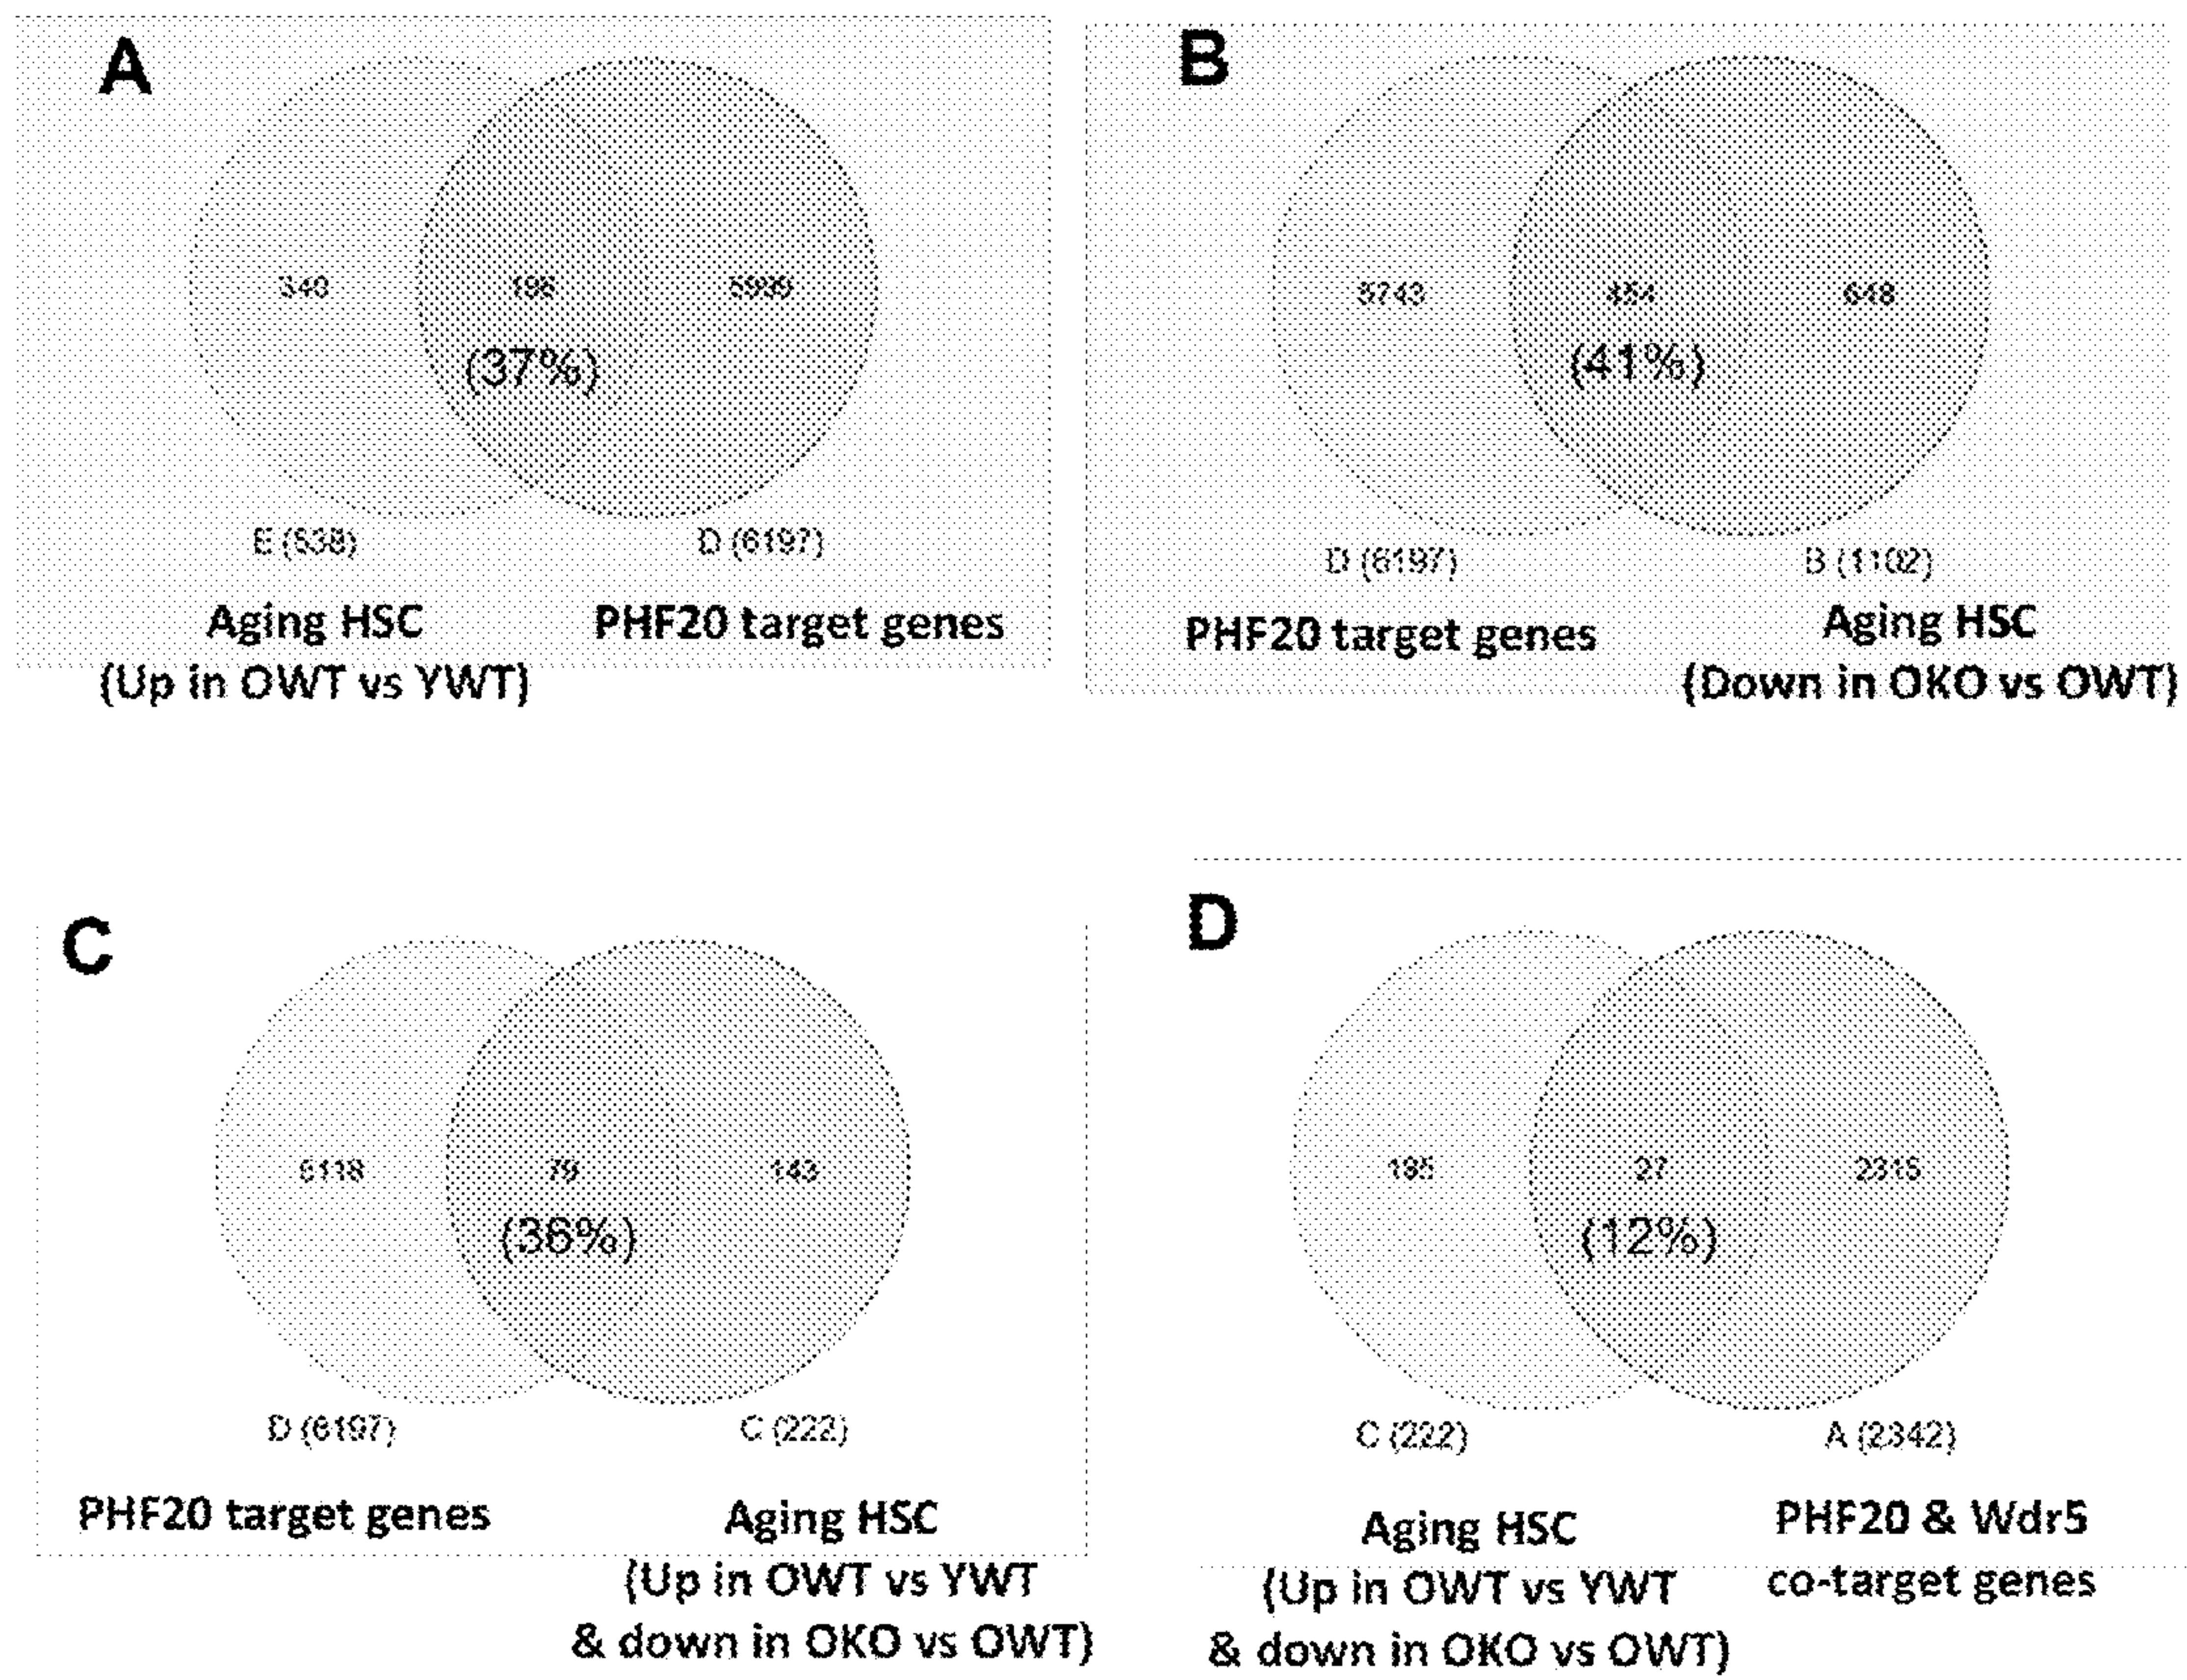 A
340 198 5999
(37%)
E (538) D (6197)
Aging HSC PHF20 target genes
(Up in OWT vs YWT)
B
5743 454 648
(41%)
D (6197) B (1102)
PHF20 target genes Aging HSC
(Down in OKO vs OWT)
C
6118 79 143
(36%)
D (6197) C (222)
PHF20 target genes Aging HSC
(Up in OWT vs YWT
& down in OKO vs OWT)
D
195 27 2315
(12%)
C (222) A (2342)
Aging HSC
(Up in OWT vs YWT
& down in OKO vs OWT)
PHF20 & Wdr5
co-target genes